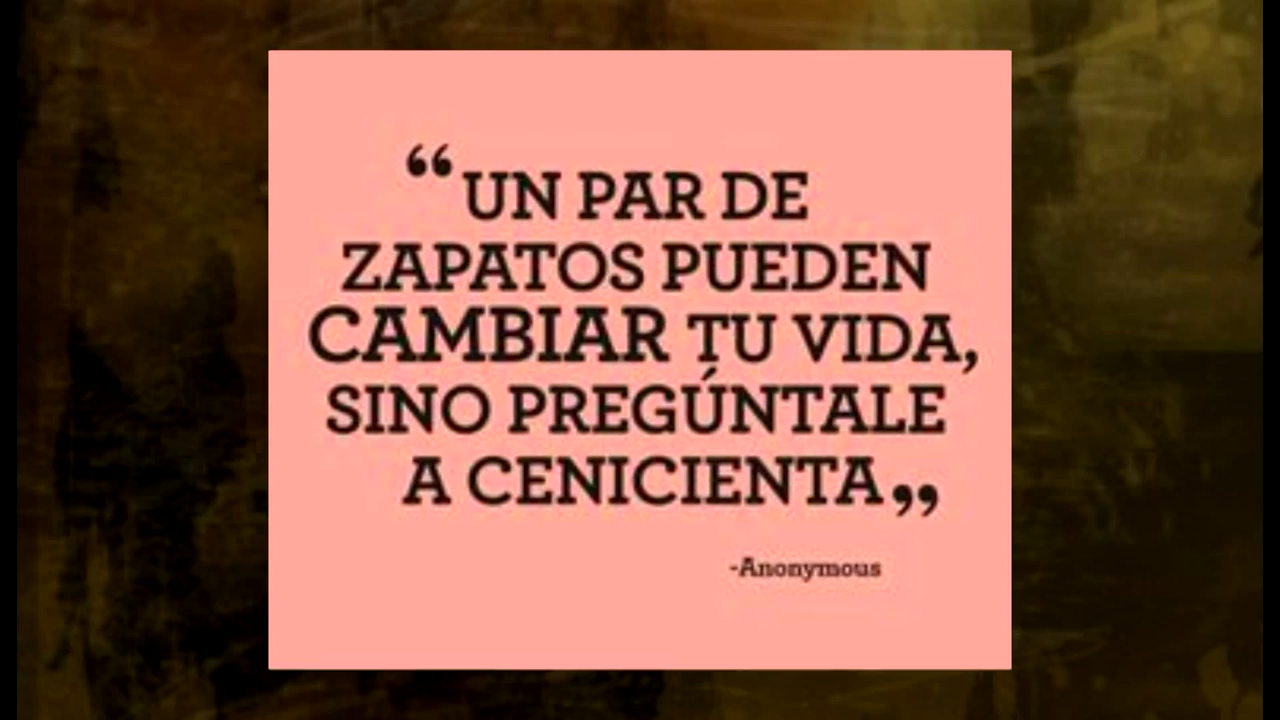 “UN PAR DE
ZAPATOS PUEDEN
CAMBIAR TU VIDA,
SINO PREGÚNTALE
A CENICIENTA”
-Anonymous